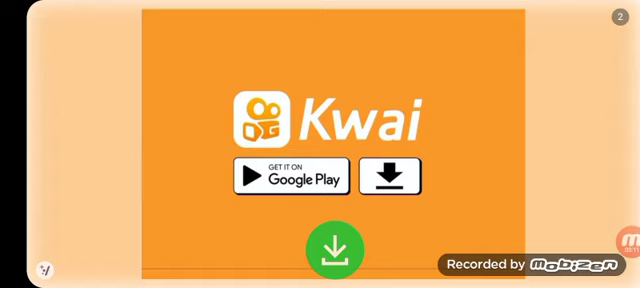 2
Kwai
GET IT ON
Google Play
Recorded by MOBIZEN